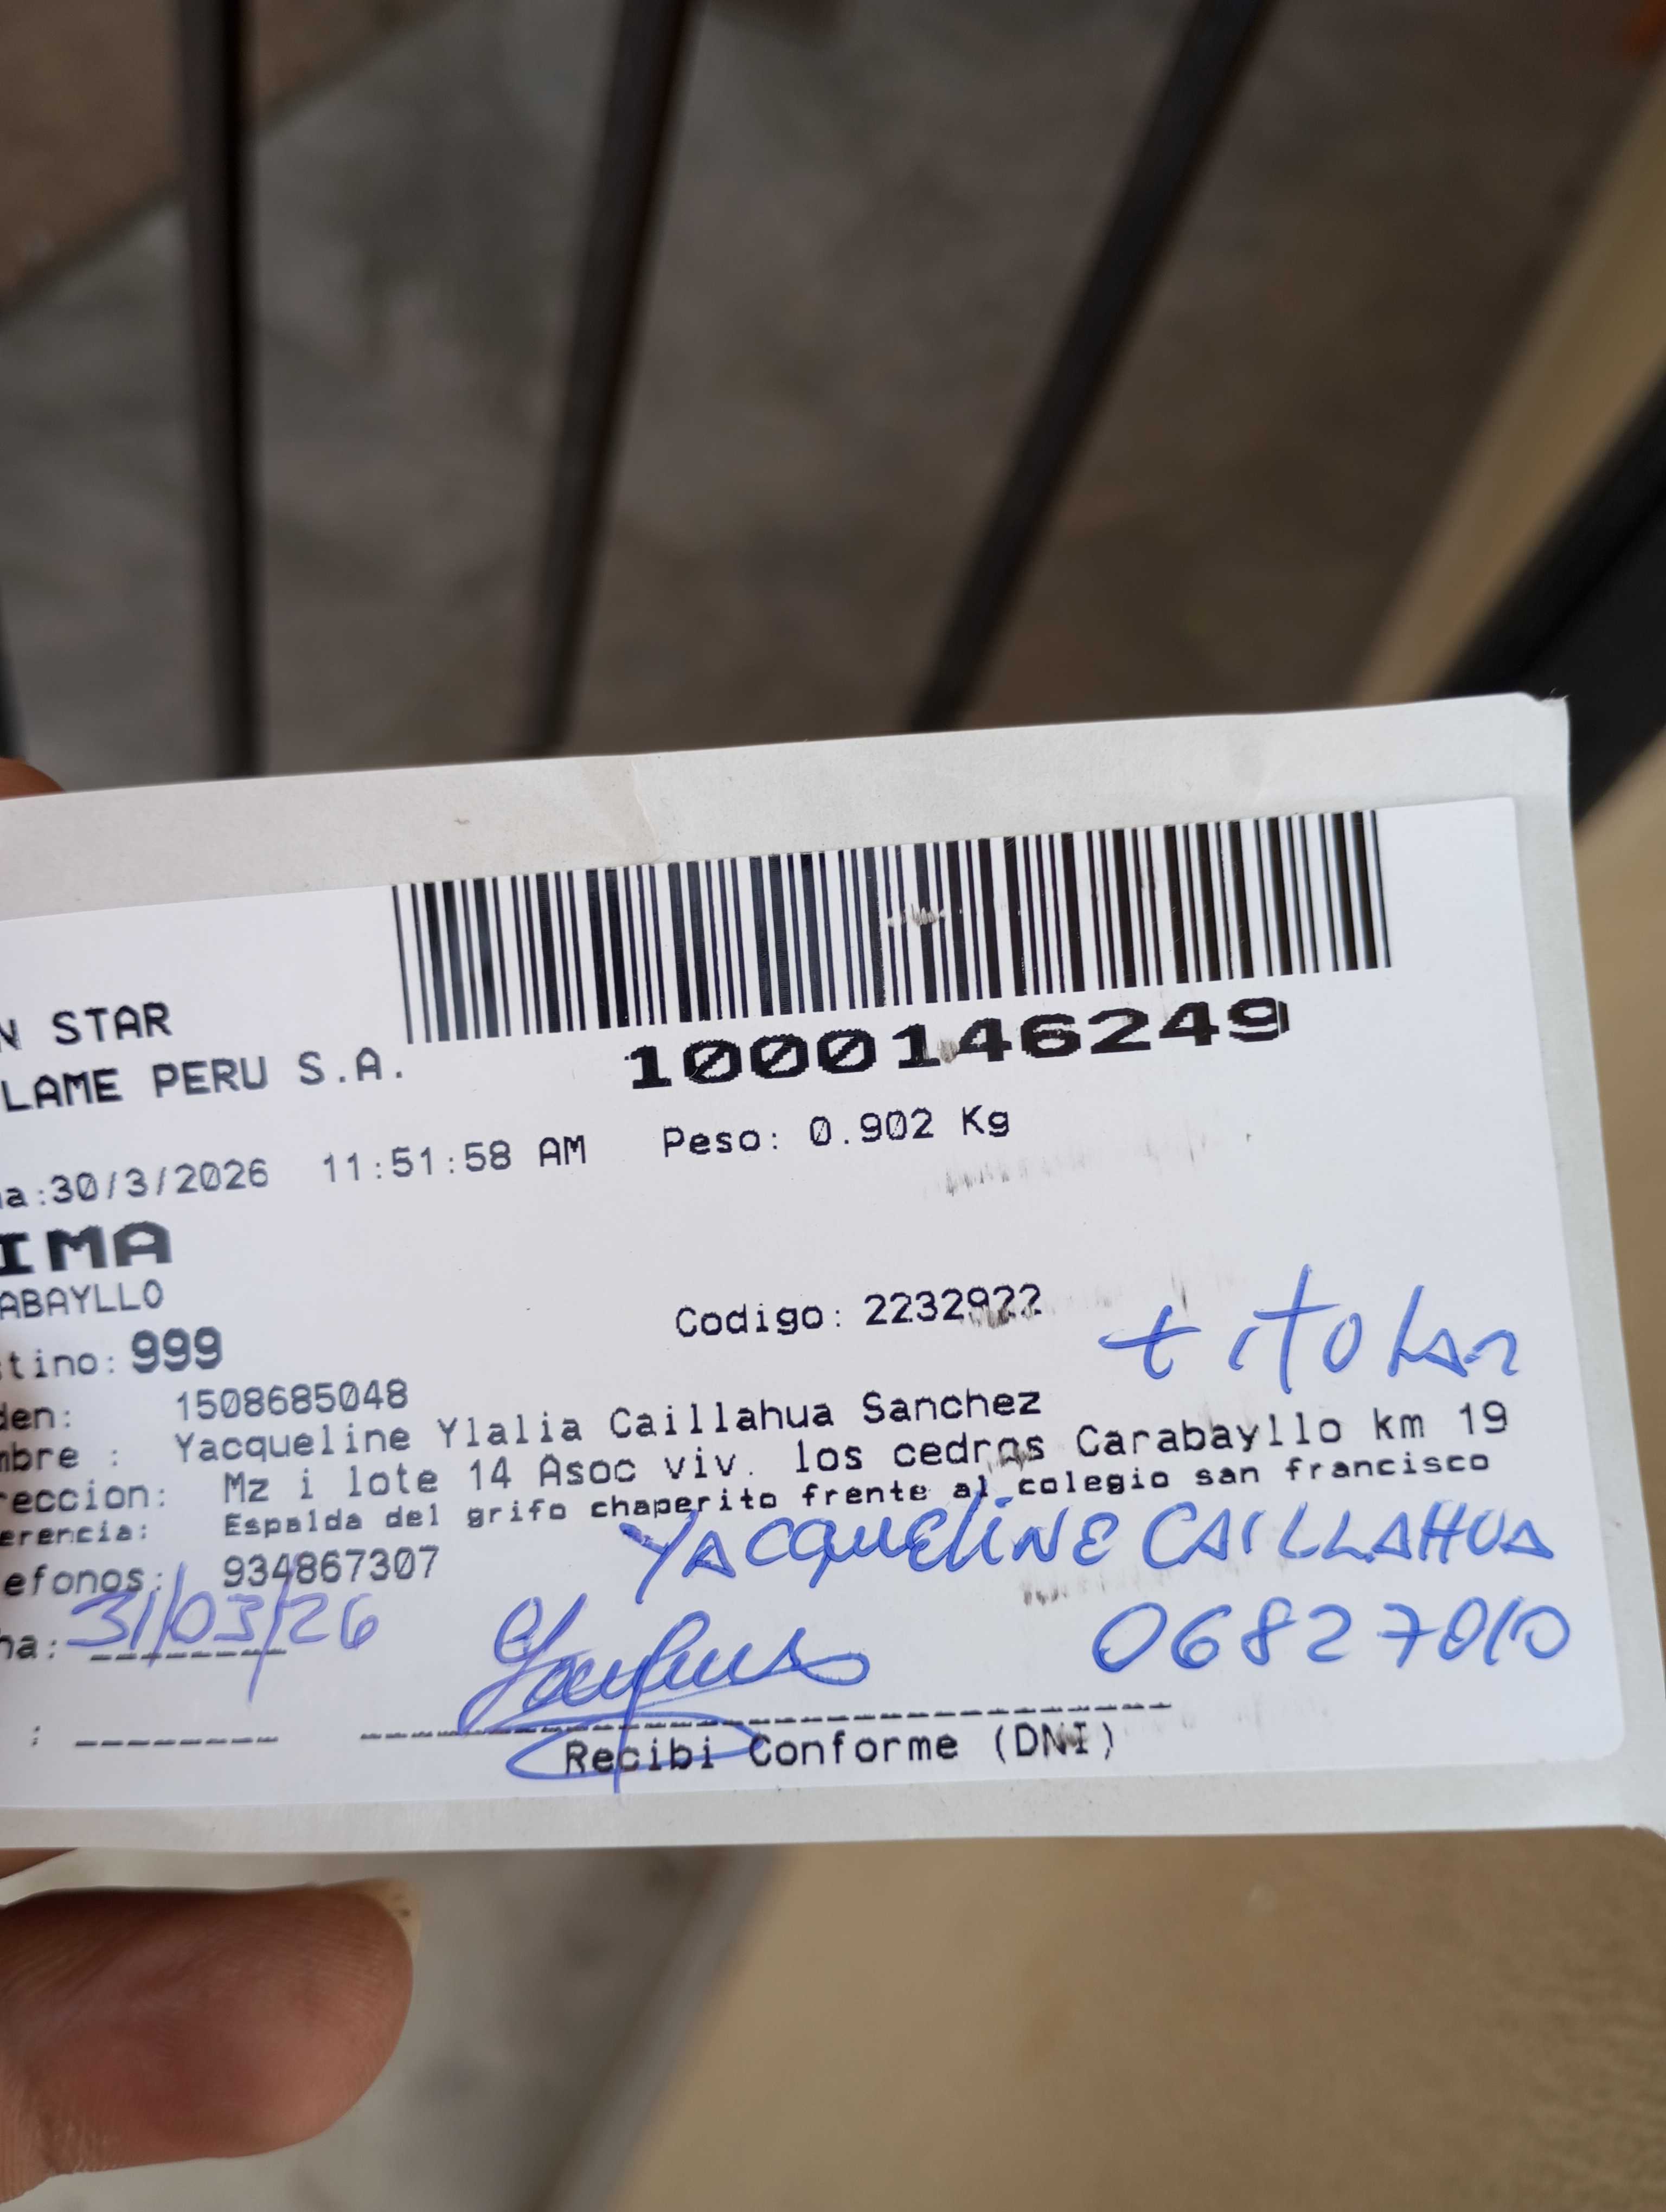 N STAR
LAME PERU S.A.
1000146249
a:30/3/2026 11:51:58 AM Peso: 0.902 Kg
IMA
ABAYLLO
Codigo: 2232922
titular
tino: 999
den: 1508685048
mbre : Yacqueline Ylalia Caillahua Sanchez
reccion: Mz i lote 14 Asoc viv. los cedros Carabayllo km 19
erencia: Espalda del grifo chaperito frente al colegio san francisco
efonos: 934867307
YACQUELINE CAILLAHUA
ha: 31/03/26
Recibi Conforme (DNI)